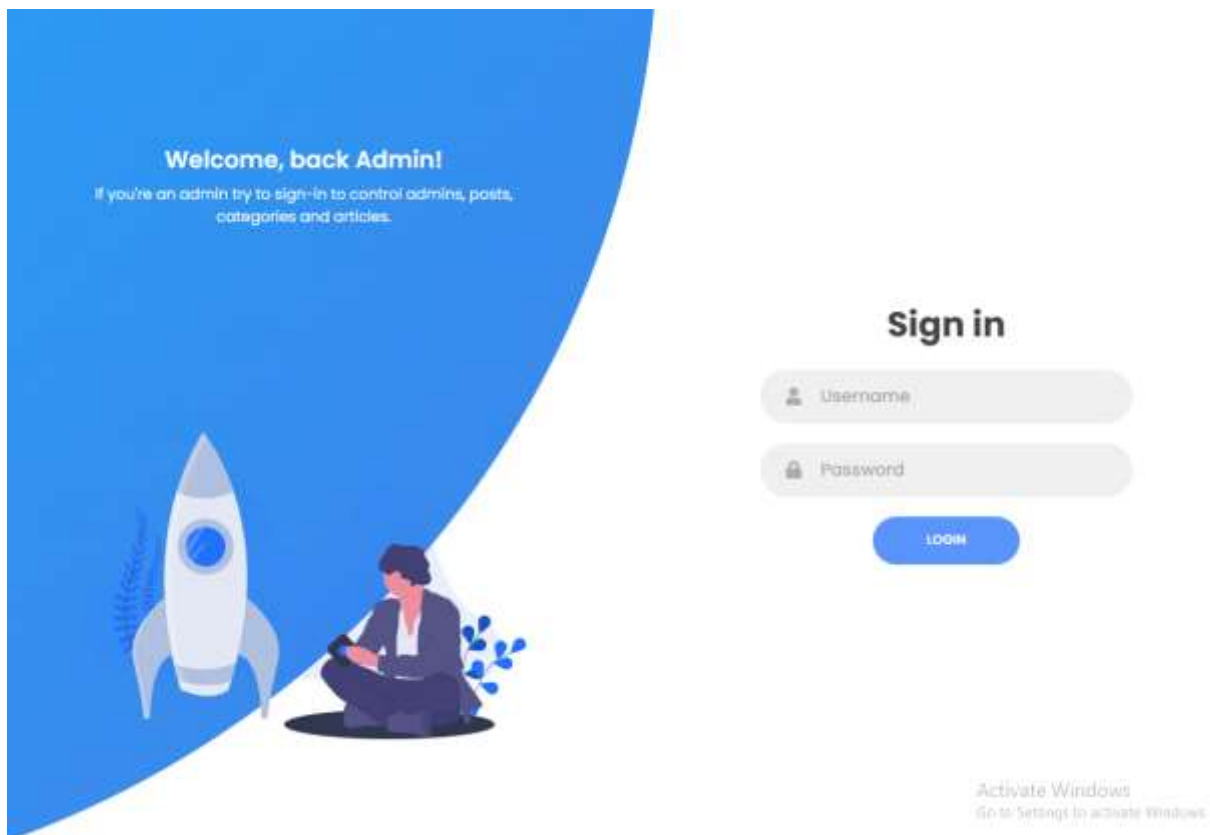 Welcome, back Admin!
If you're an admin try to sign-in to control admins, posts,
categories and articles.
Sign in
Username
Password
LOGIN
Activate Windows
Go to Settings to activate Windows.